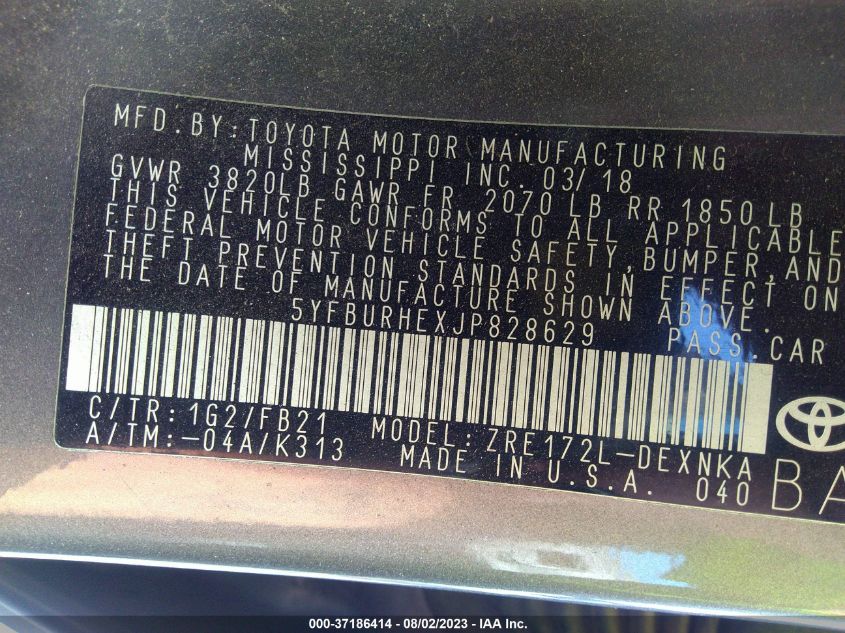 MFD.BY:TOYOTA MOTOR MANUFACTURING
MISSISSIPPI INC. 03/18
GVWR 3820LB GAWR FR 2070 LB RR 1850 LB
THIS VEHICLE CONFORMS TO ALL APPLICABLE
FEDERAL MOTOR VEHICLE SAFETY,BUMPER,AND
THEFT PREVENTION STANDARDS IN EFFECT ON
THE DATE OF MANUFACTURE SHOWN ABOVE.
5YFBURHEXJP828629 PASS.CAR
C/TR:1G2/FB21 MODEL:ZRE172L-DEXNKA
A/TM:-04A/K313 MADE IN U.S.A. 040
BA
000-37186414 - 08/02/2023 - IAA Inc.